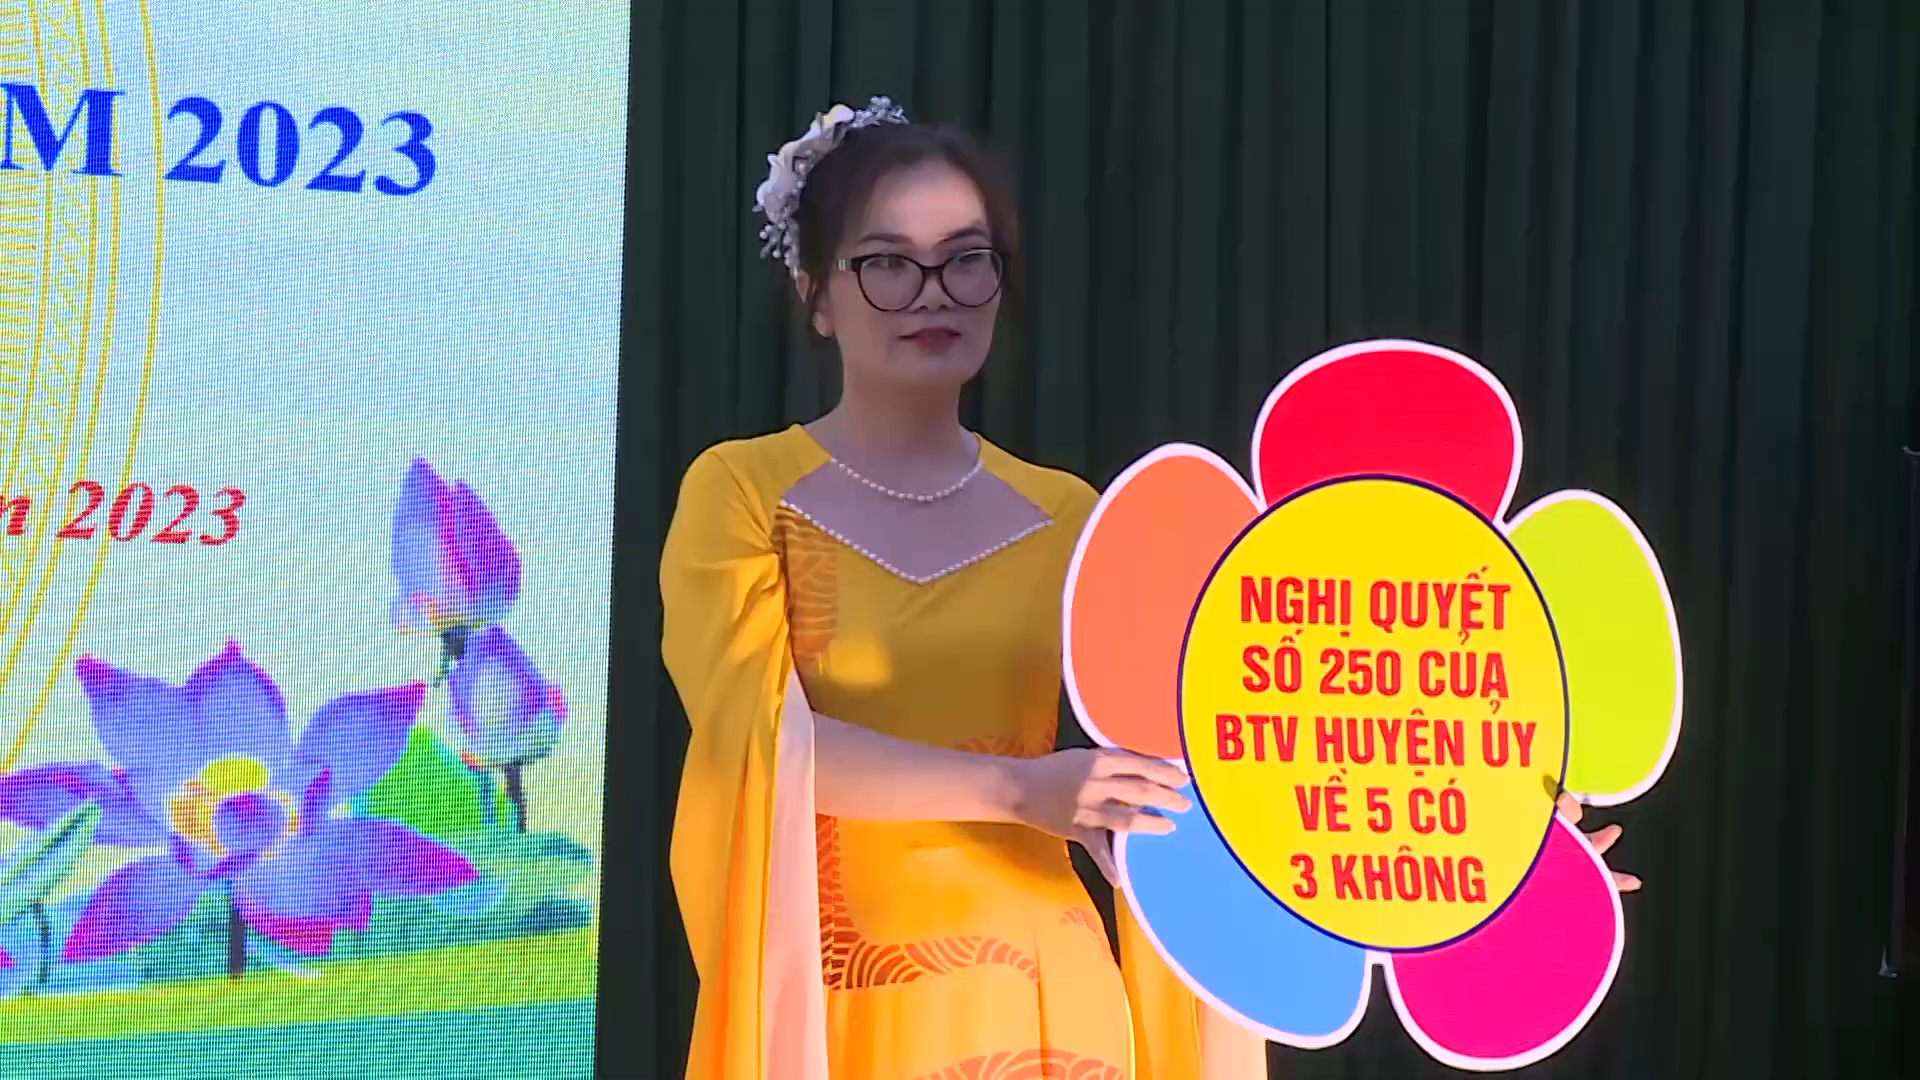 M 2023
n 2023
NGHỊ QUYẾT
SỐ 250 CỦA
BTV HUYỆN ỦY
VỀ 5 CÓ
3 KHÔNG